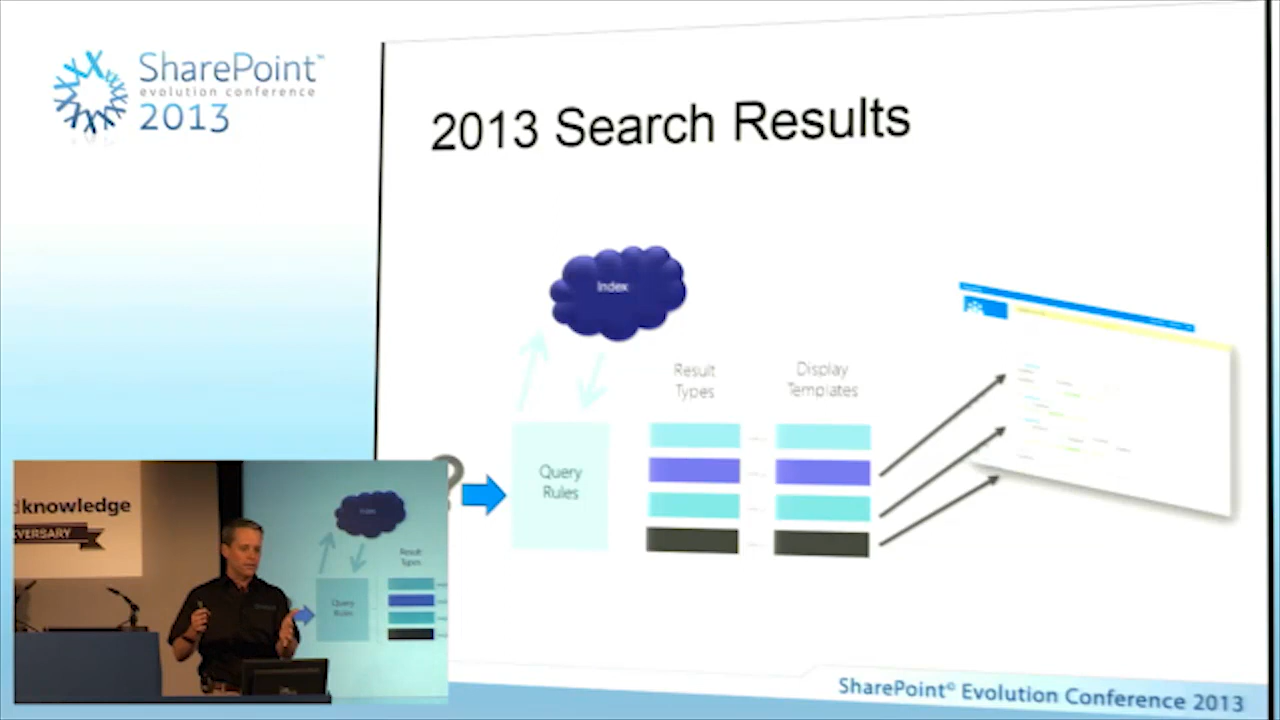 SharePoint™
evolution conference
2013
2013 Search Results
Index
Result
Types
Display
Templates
?
Query
Rules
knowledge
VERSARY
Index
Result
Types
Query
Rules
SharePoint© Evolution Conference 2013